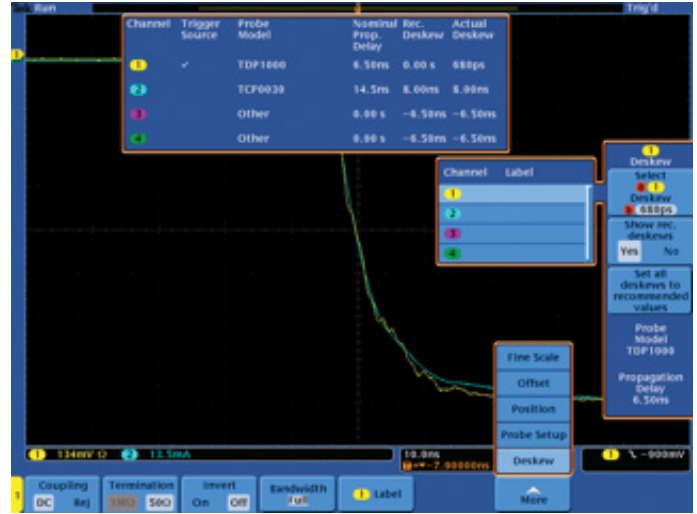 Run
Trig'd
Channel Trigger Source Probe Model Nominal Prop. Delay Rec. Deskew Actual Deskew
1 ✓ TDP1000 6.50ns 0.00 s 680ps
2 TCP0030 14.5ns 8.00ns 8.00ns
3 Other 0.00 s -6.50ns -6.50ns
4 Other 0.00 s -6.50ns -6.50ns
Channel Label
1
2
3
4
1
Deskew
Select
a 1
Deskew
b 680ps
Show rec.
deskews
Yes No
Set all
deskews to
recommended
values
Probe
Model
TDP1000
Propagation
Delay
6.50ns
Fine Scale
Offset
Position
Probe Setup
Deskew
1 134mV Ω 2 13.5mA
10.0ns
1 -900mV
1
Coupling
DC Rej
Termination
50Ω
Invert
On Off
Bandwidth
Full
1 Label
More